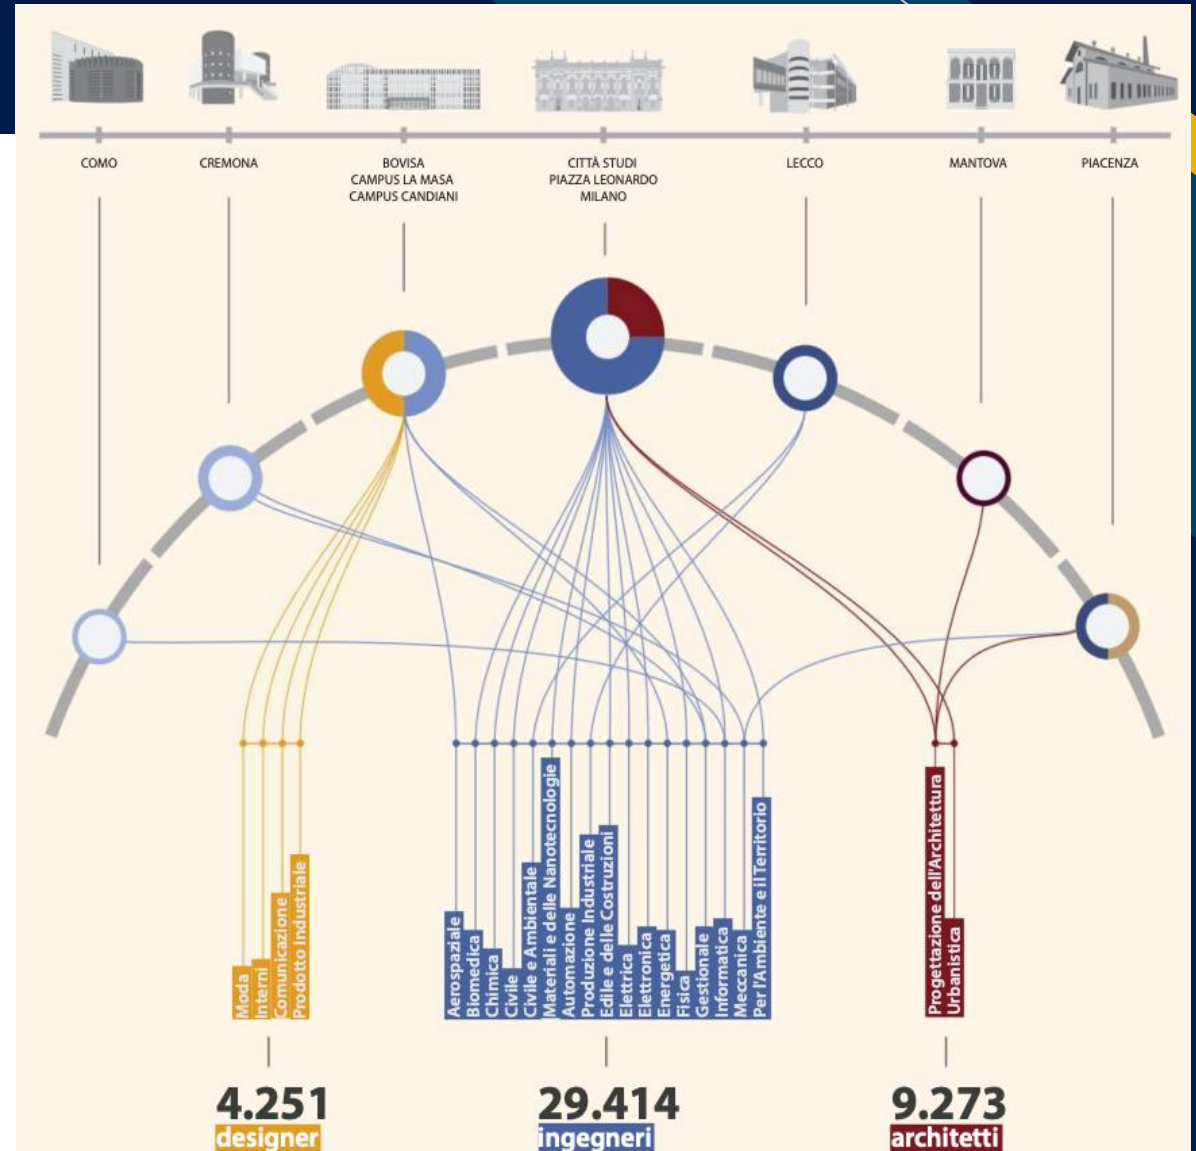 COMO
CREMONA
BOVISA
CAMPUS LA MASA
CAMPUS CANDIANI
CITTÀ STUDI
PIAZZA LEONARDO
MILANO
LECCO
MANTOVA
PIACENZA
Moda
Interni
Comunicazione
Prodotto Industriale
Aerospaziale
Biomedica
Chimica
Civile
Civile e Ambientale
Materiali e delle Nanotecnologie
Automazione
Produzione Industriale
Edile e delle Costruzioni
Elettrica
Elettronica
Energetica
Fisica
Gestionale
Informatica
Meccanica
Per l'Ambiente e il Territorio
Progettazione dell'Architettura
Urbanistica
4.251
designer
29.414
ingegneri
9.273
architetti